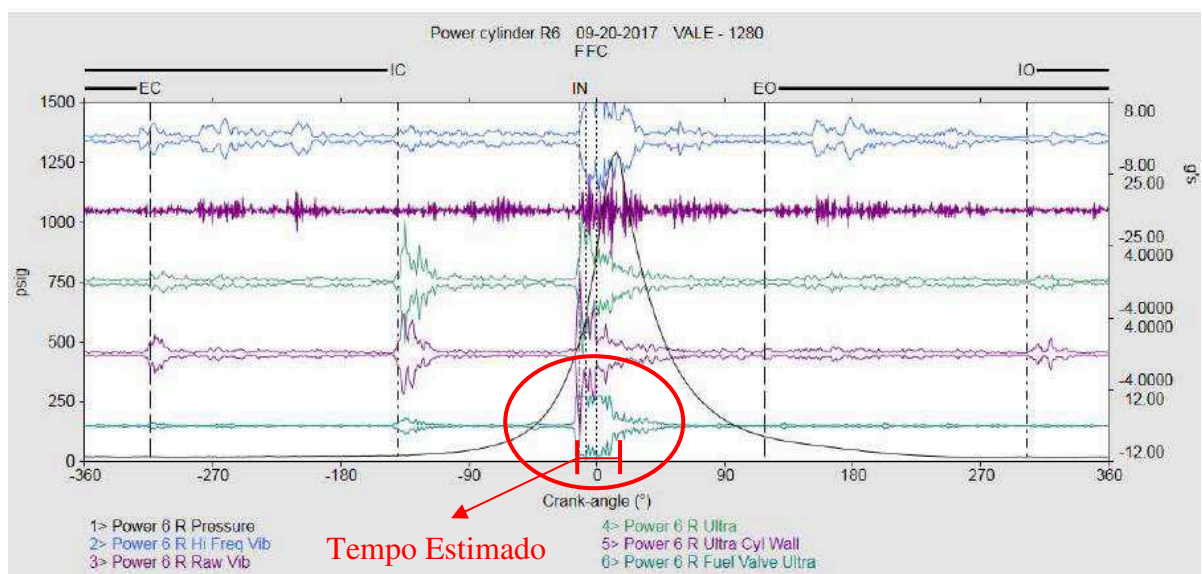 Power cylinder R6 09-20-2017 VALE - 1280
FFC
IC
IO
EC
IN
EO
1500
1250
1000
750
500
250
0
psig
8.00
-8.00
25.00
-25.00
4.0000
-4.0000
4.0000
-4.0000
12.00
-12.00
g's
-360
-270
-180
-90
0
90
180
270
360
Crank-angle (°)
1> Power 6 R Pressure
2> Power 6 R Hi Freq Vib
3> Power 6 R Raw Vib
4> Power 6 R Ultra
5> Power 6 R Ultra Cyl Wall
6> Power 6 R Fuel Valve Ultra
Tempo Estimado